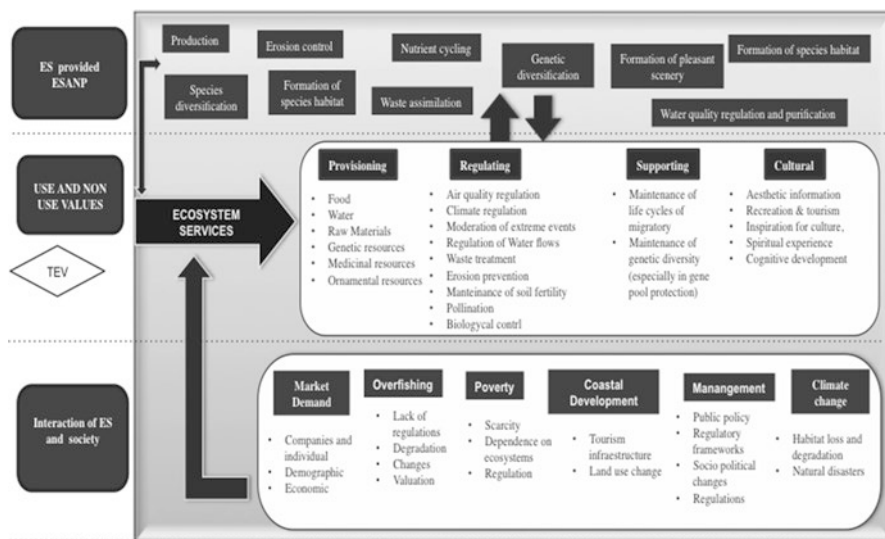 ES provided
ESANP
Production
Erosion control
Nutrient cycling
Genetic
diversification
Formation of pleasant
scenery
Formation of species habitat
Species
diversification
Formation of
species habitat
Waste assimilation
Water quality regulation and purification
USE AND NON
USE VALUES
TEV
ECOSYSTEM
SERVICES
Provisioning
• Food
• Water
• Raw Materials
• Genetic resources
• Medicinal resources
• Ornamental resources
Regulating
• Air quality regulation
• Climate regulation
• Moderation of extreme events
• Regulation of Water flows
• Waste treatment
• Erosion prevention
• Manteinance of soil fertility
• Pollination
• Biologycal contrl
Supporting
• Maintenance of
life cycles of
migratory
• Maintenance of
genetic diversity
(especially in gene
pool protection)
Cultural
• Aesthetic information
• Recreation & tourism
• Inspiration for culture,
• Spiritual experience
• Cognitive development
Interaction of ES
and society
Market
Demand
• Companies and
individual
• Demographic
• Economic
Overfishing
• Lack of
regulations
• Degradation
• Changes
• Valuation
Poverty
• Scarcity
• Dependence on
ecosystems
• Regulation
Coastal
Development
• Tourism
infraestructure
• Land use change
Manangement
• Public policy
• Regulatory
frameworks
• Socio political
changes
• Regulations
Climate
change
• Habitat loss and
degradation
• Natural disasters